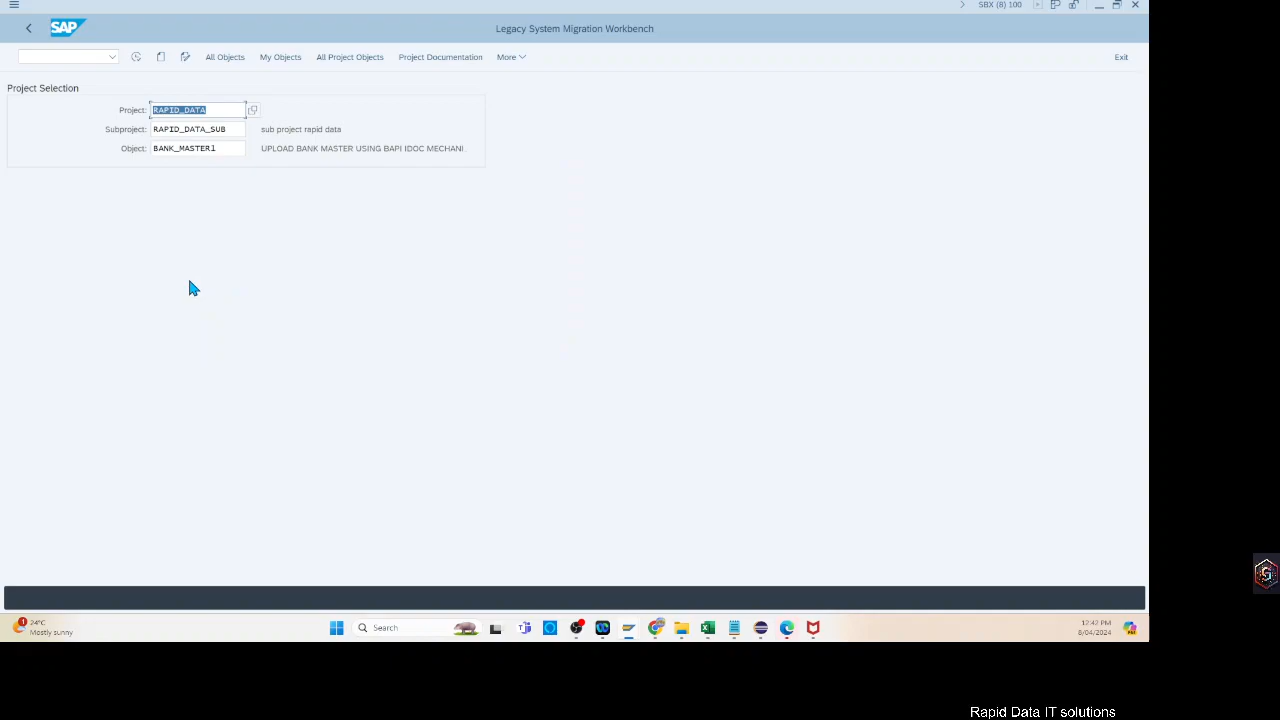 SBX (8) 100
SAP
Legacy System Migration Workbench
All Objects My Objects All Project Objects Project Documentation More Exit
Project Selection
Project: RAPID_DATA
Subproject: RAPID_DATA_SUB sub project rapid data
Object: BANK_MASTER1 UPLOAD BANK MASTER USING BAPI IDOC MECHANI
1 24°C
Mostly sunny
Search
12:42 PM
8/04/2024
Rapid Data IT solutions